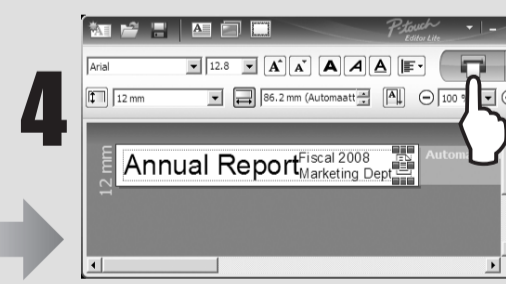 4
P-touch
Editor Lite
Arial
12.8
A A A A A
12 mm
86.2 mm (Automaatt
A
100 %
12 mm
Annual Report
Fiscal 2008
Marketing Dept
Automa